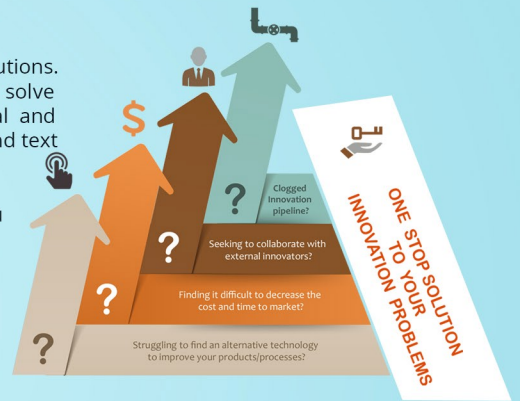 utions.
solve
al and
nd text
u
$
?
Clogged
Innovation
pipeline?
?
Seeking to collaborate with
external innovators?
?
Finding it difficult to decrease the
cost and time to market?
?
Struggling to find an alternative technology
to improve your products/processes?
ONE STOP SOLUTION
TO YOUR
INNOVATION PROBLEMS